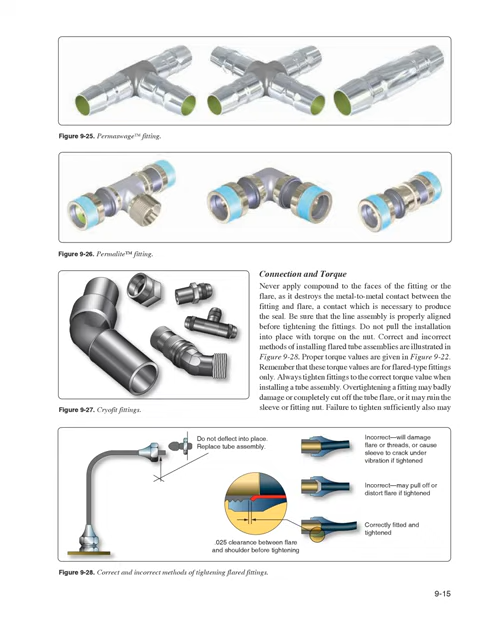 Figure 9-25. Permaswage™ fitting.
Figure 9-26. Permalite™ fitting.
Figure 9-27. Cryofit fittings.
Connection and Torque
Never apply compound to the faces of the fitting or the
flare, as it destroys the metal-to-metal contact between the
fitting and flare, a contact which is necessary to produce
the seal. Be sure that the line assembly is properly aligned
before tightening the fittings. Do not pull the installation
into place with torque on the nut. Correct and incorrect
methods of installing flared tube assemblies are illustrated in
Figure 9-28. Proper torque values are given in Figure 9-22.
Remember that these torque values are for flared-type fittings
only. Always tighten fittings to the correct torque value when
installing a tube assembly. Overtightening a fitting may badly
damage or completely cut off the tube flare, or it may ruin the
sleeve or fitting nut. Failure to tighten sufficiently also may
Do not deflect into place.
Replace tube assembly.
.025 clearance between flare
and shoulder before tightening
Incorrect—will damage
flare or threads, or cause
sleeve to crack under
vibration if tightened
Incorrect—may pull off or
distort flare if tightened
Correctly fitted and
tightened
Figure 9-28. Correct and incorrect methods of tightening flared fittings.
9-15